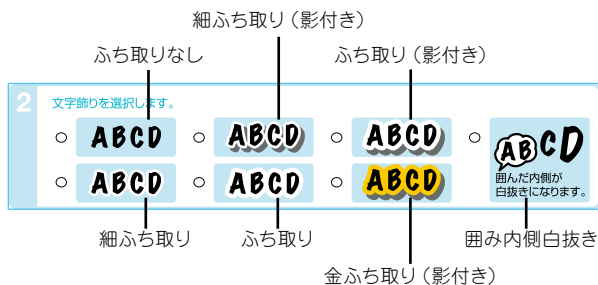 細ふち取り（影付き）
ふち取りなし
ふち取り（影付き）
2
文字飾りを選択します。
ABCD
ABCD
ABCD
ABCD
囲んだ内側が
白抜きになります。
ABCD
ABCD
ABCD
細ふち取り
ふち取り
囲み内側白抜き
金ふち取り（影付き）